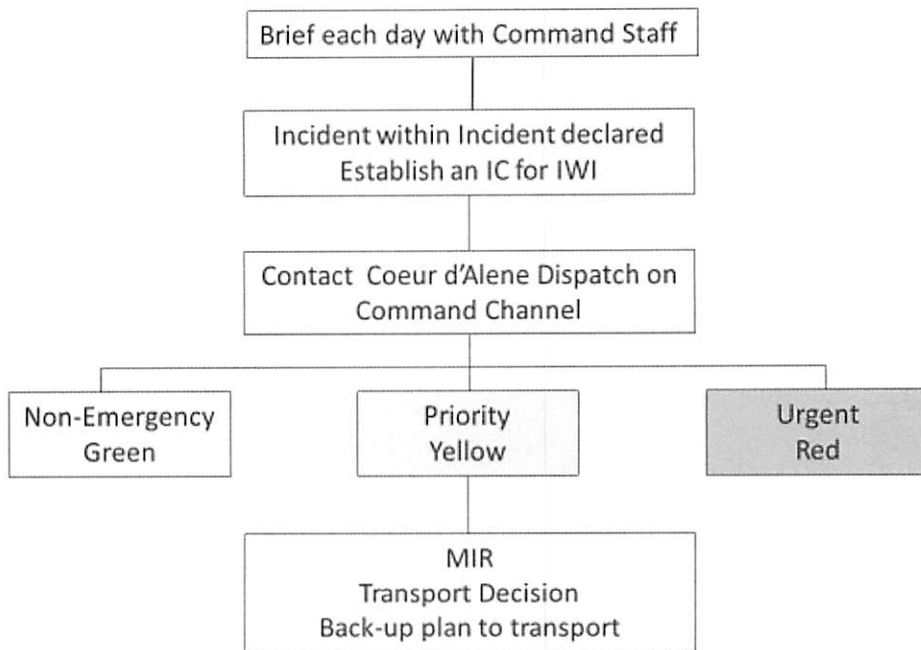 Brief each day with Command Staff
Incident within Incident declared
Establish an IC for IWI
Contact Coeur d'Alene Dispatch on
Command Channel
Non-Emergency
Green
Priority
Yellow
Urgent
Red
MIR
Transport Decision
Back-up plan to transport